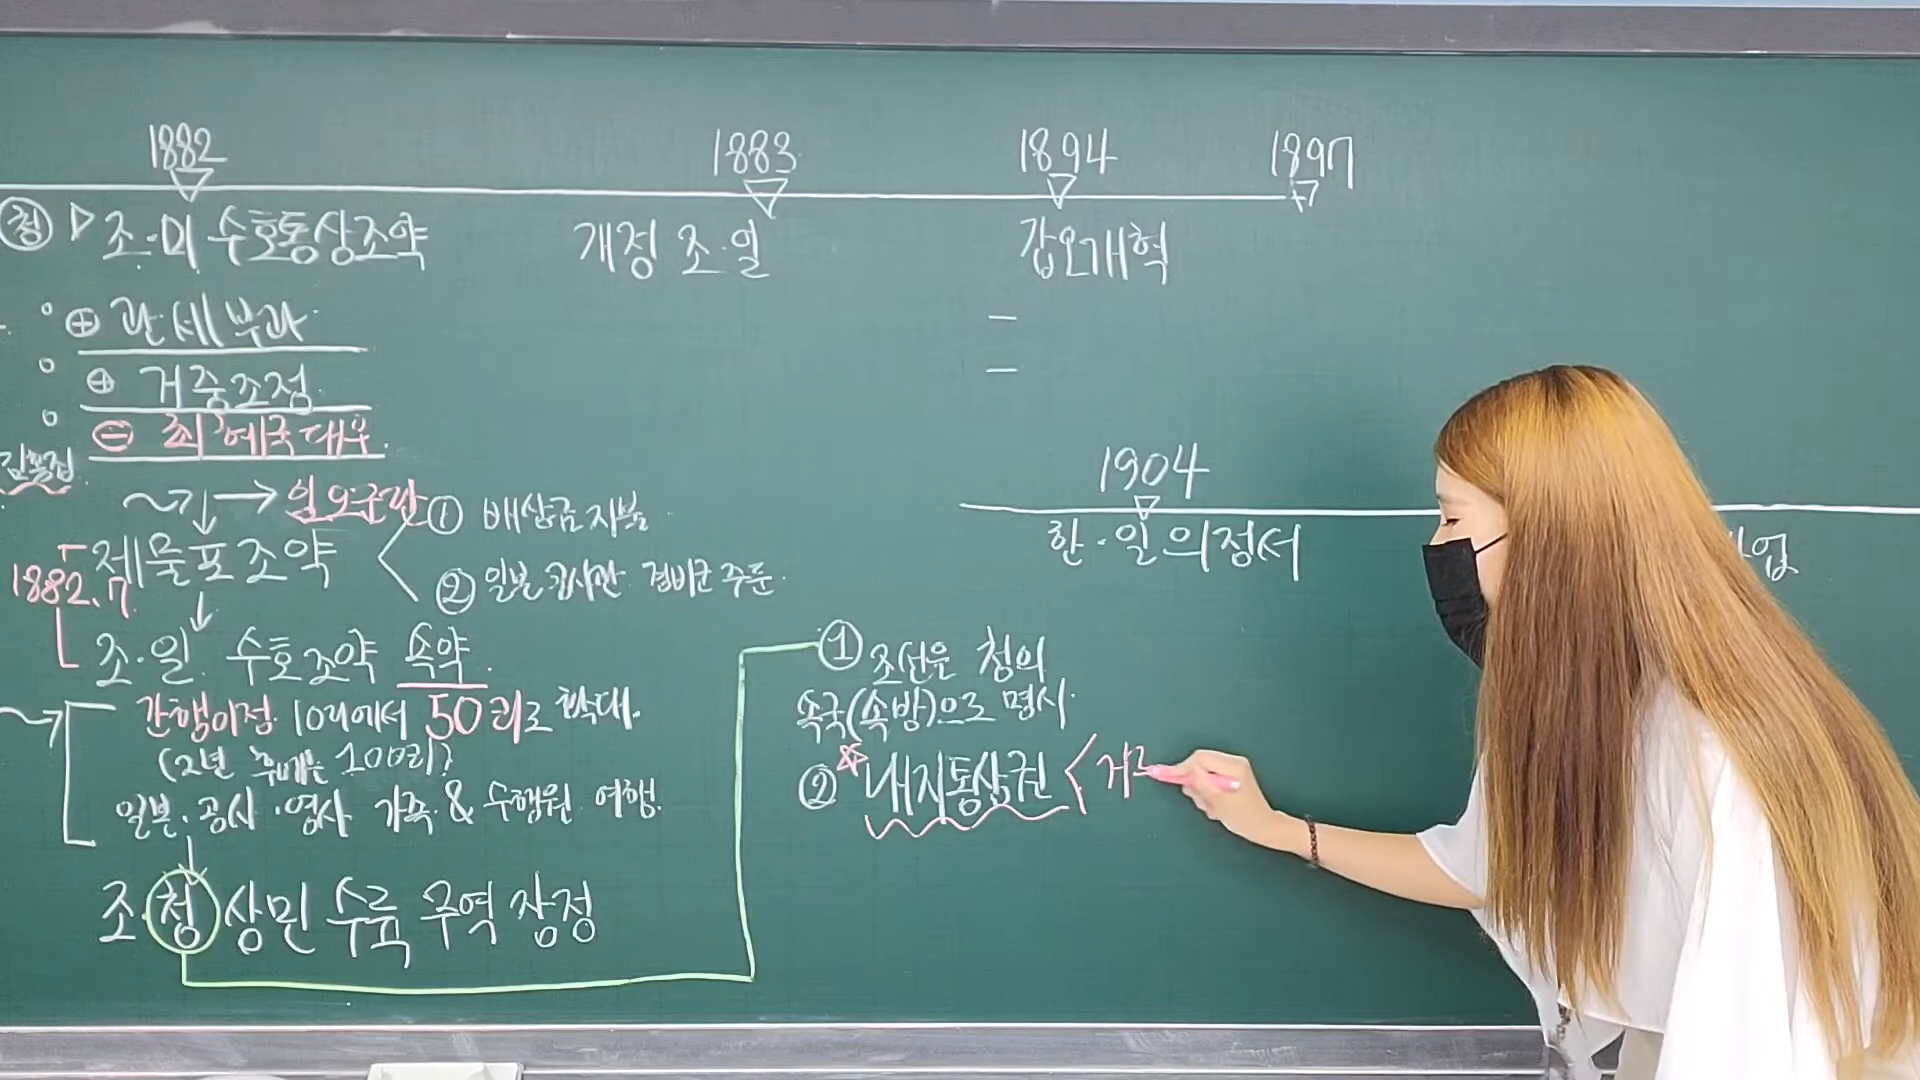 1882 1883 1894 1897
청 ▷ 조·미 수호통상조약 개정 조·일 갑오개혁
⊕ 관세부과
⊕ 거중조정
⊖ 최혜국대우
김홍집
임오군란
제물포조약
1882.7
① 배상금 지불
② 일본 공사관 경비군 주둔.
조·일 수호조약 속약.
간행이정 10리에서 50리로 확대.
(2년 후에는 100리)
일본·공사·영사 가족 & 수행원 여행.
조·청 상민 수륙 무역 장정
1904
한·일 의정서
① 조선은 청의
속국(속방)으로 명시.
② 내지통상권